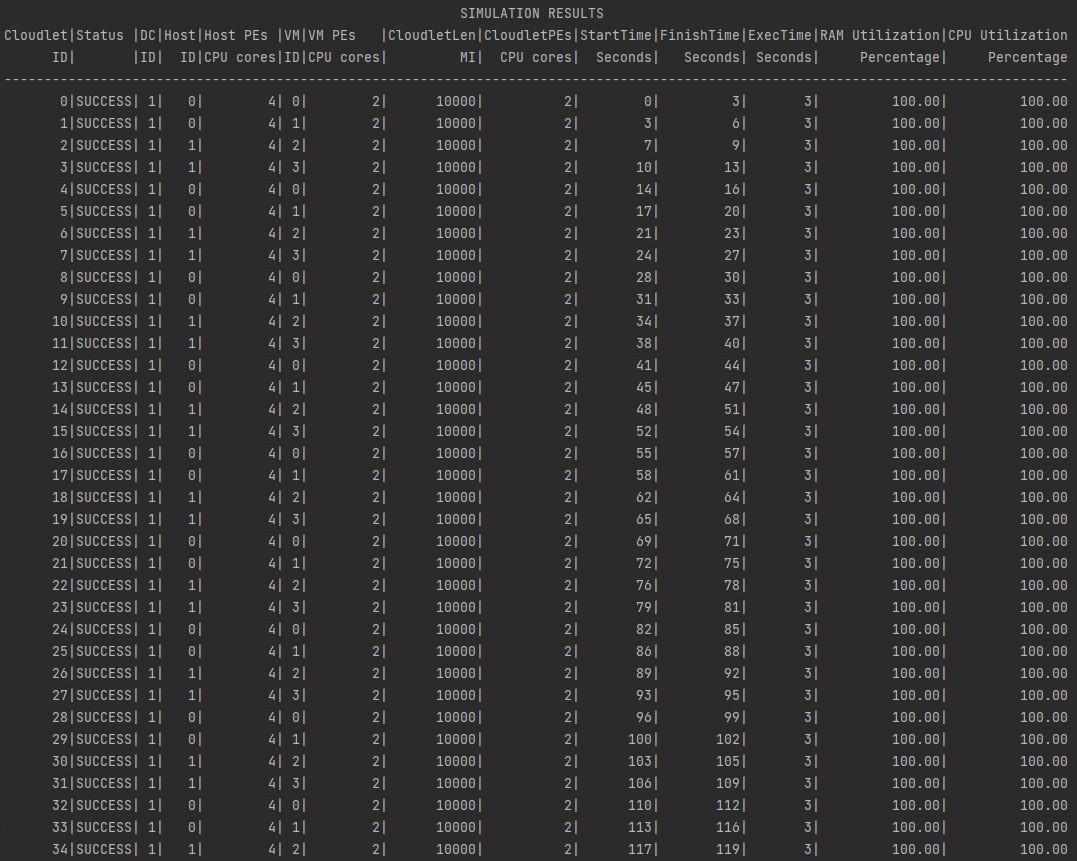 SIMULATION RESULTS
Cloudlet|Status |DC|Host|Host PEs |VM|VM PEs   |CloudletLen|CloudletPEs|StartTime|FinishTime|ExecTime|RAM Utilization|CPU Utilization
      ID|       |ID|  ID|CPU cores|ID|CPU cores|         MI|  CPU cores|  Seconds|   Seconds| Seconds|     Percentage|     Percentage
-------------------------------------------------------------------------------------------------------------------------------------
       0|SUCCESS| 1|   0|        4| 0|        2|      10000|          2|        0|         3|       3|         100.00|         100.00
       1|SUCCESS| 1|   0|        4| 1|        2|      10000|          2|        3|         6|       3|         100.00|         100.00
       2|SUCCESS| 1|   1|        4| 2|        2|      10000|          2|        7|         9|       3|         100.00|         100.00
       3|SUCCESS| 1|   1|        4| 3|        2|      10000|          2|       10|        13|       3|         100.00|         100.00
       4|SUCCESS| 1|   0|        4| 0|        2|      10000|          2|       14|        16|       3|         100.00|         100.00
       5|SUCCESS| 1|   0|        4| 1|        2|      10000|          2|       17|        20|       3|         100.00|         100.00
       6|SUCCESS| 1|   1|        4| 2|        2|      10000|          2|       21|        23|       3|         100.00|         100.00
       7|SUCCESS| 1|   1|        4| 3|        2|      10000|          2|       24|        27|       3|         100.00|         100.00
       8|SUCCESS| 1|   0|        4| 0|        2|      10000|          2|       28|        30|       3|         100.00|         100.00
       9|SUCCESS| 1|   0|        4| 1|        2|      10000|          2|       31|        33|       3|         100.00|         100.00
      10|SUCCESS| 1|   1|        4| 2|        2|      10000|          2|       34|        37|       3|         100.00|         100.00
      11|SUCCESS| 1|   1|        4| 3|        2|      10000|          2|       38|        40|       3|         100.00|         100.00
      12|SUCCESS| 1|   0|        4| 0|        2|      10000|          2|       41|        44|       3|         100.00|         100.00
      13|SUCCESS| 1|   0|        4| 1|        2|      10000|          2|       45|        47|       3|         100.00|         100.00
      14|SUCCESS| 1|   1|        4| 2|        2|      10000|          2|       48|        51|       3|         100.00|         100.00
      15|SUCCESS| 1|   1|        4| 3|        2|      10000|          2|       52|        54|       3|         100.00|         100.00
      16|SUCCESS| 1|   0|        4| 0|        2|      10000|          2|       55|        57|       3|         100.00|         100.00
      17|SUCCESS| 1|   0|        4| 1|        2|      10000|          2|       58|        61|       3|         100.00|         100.00
      18|SUCCESS| 1|   1|        4| 2|        2|      10000|          2|       62|        64|       3|         100.00|         100.00
      19|SUCCESS| 1|   1|        4| 3|        2|      10000|          2|       65|        68|       3|         100.00|         100.00
      20|SUCCESS| 1|   0|        4| 0|        2|      10000|          2|       69|        71|       3|         100.00|         100.00
      21|SUCCESS| 1|   0|        4| 1|        2|      10000|          2|       72|        75|       3|         100.00|         100.00
      22|SUCCESS| 1|   1|        4| 2|        2|      10000|          2|       76|        78|       3|         100.00|         100.00
      23|SUCCESS| 1|   1|        4| 3|        2|      10000|          2|       79|        81|       3|         100.00|         100.00
      24|SUCCESS| 1|   0|        4| 0|        2|      10000|          2|       82|        85|       3|         100.00|         100.00
      25|SUCCESS| 1|   0|        4| 1|        2|      10000|          2|       86|        88|       3|         100.00|         100.00
      26|SUCCESS| 1|   1|        4| 2|        2|      10000|          2|       89|        92|       3|         100.00|         100.00
      27|SUCCESS| 1|   1|        4| 3|        2|      10000|          2|       93|        95|       3|         100.00|         100.00
      28|SUCCESS| 1|   0|        4| 0|        2|      10000|          2|       96|        99|       3|         100.00|         100.00
      29|SUCCESS| 1|   0|        4| 1|        2|      10000|          2|      100|       102|       3|         100.00|         100.00
      30|SUCCESS| 1|   1|        4| 2|        2|      10000|          2|      103|       105|       3|         100.00|         100.00
      31|SUCCESS| 1|   1|        4| 3|        2|      10000|          2|      106|       109|       3|         100.00|         100.00
      32|SUCCESS| 1|   0|        4| 0|        2|      10000|          2|      110|       112|       3|         100.00|         100.00
      33|SUCCESS| 1|   0|        4| 1|        2|      10000|          2|      113|       116|       3|         100.00|         100.00
      34|SUCCESS| 1|   1|        4| 2|        2|      10000|          2|      117|       119|       3|         100.00|         100.00